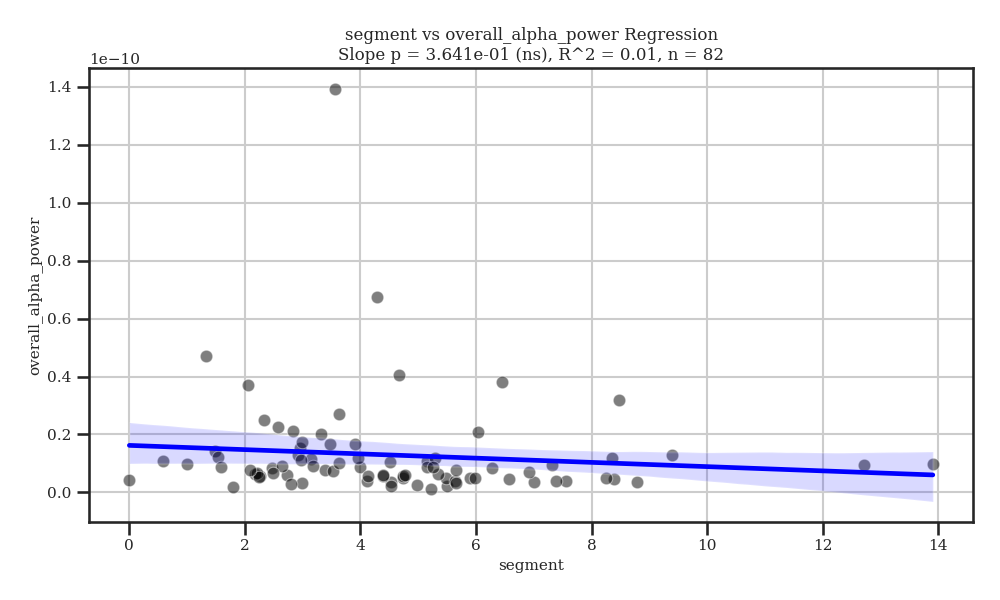 segment vs overall_alpha_power Regression
Slope p = 3.641e-01 (ns), R^2 = 0.01, n = 82
1e−10
1.4
1.2
1.0
0.8
0.6
0.4
0.2
0.0
overall_alpha_power
0 2 4 6 8 10 12 14
segment